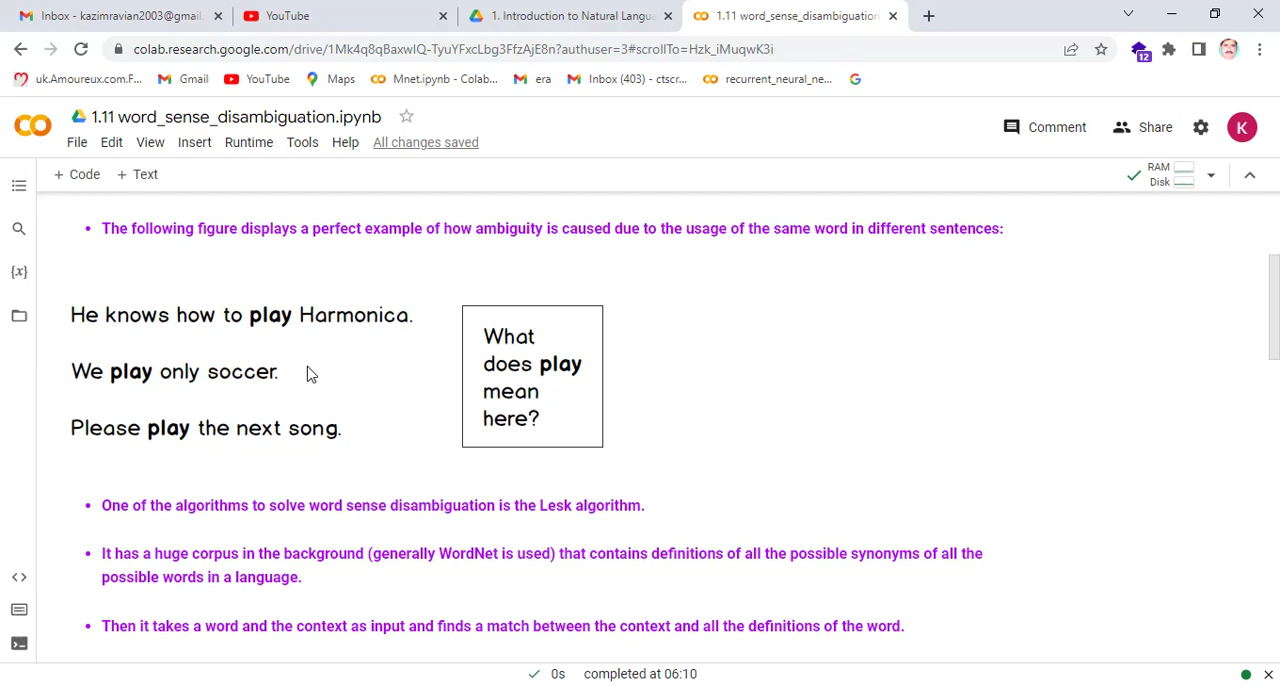 Inbox - kazimravian2003@gmail.
YouTube
1. Introduction to Natural Langua
1.11 word_sense_disambiguation
colab.research.google.com/drive/1Mk4q8qBaxwIQ-TyuYFxcLbg3FfzAjE8n?authuser=3#scrollTo=Hzk_iMuqwK3i
12
uk.Amoureux.com.F...
Gmail
YouTube
Maps
Mnet.ipynb - Colab...
era
Inbox (403) - ctscr...
recurrent_neural_ne...
1.11 word_sense_disambiguation.ipynb
Comment
Share
K
File Edit View Insert Runtime Tools Help All changes saved
+ Code + Text
RAM
Disk
• The following figure displays a perfect example of how ambiguity is caused due to the usage of the same word in different sentences:
He knows how to play Harmonica.
We play only soccer.
Please play the next song.
What
does play
mean
here?
• One of the algorithms to solve word sense disambiguation is the Lesk algorithm.
• It has a huge corpus in the background (generally WordNet is used) that contains definitions of all the possible synonyms of all the
possible words in a language.
• Then it takes a word and the context as input and finds a match between the context and all the definitions of the word.
0s completed at 06:10